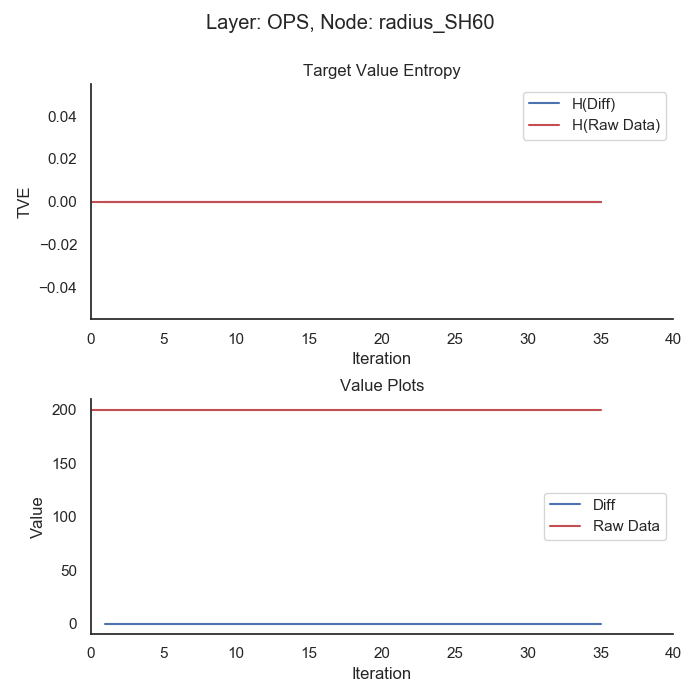 Layer: OPS, Node: radius_SH60
Target Value Entropy
H(Diff)
H(Raw Data)
0.04
0.02
0.00
−0.02
−0.04
TVE
0 5 10 15 20 25 30 35 40
Iteration
Value Plots
200
150
100
50
0
Value
Diff
Raw Data
0 5 10 15 20 25 30 35 40
Iteration